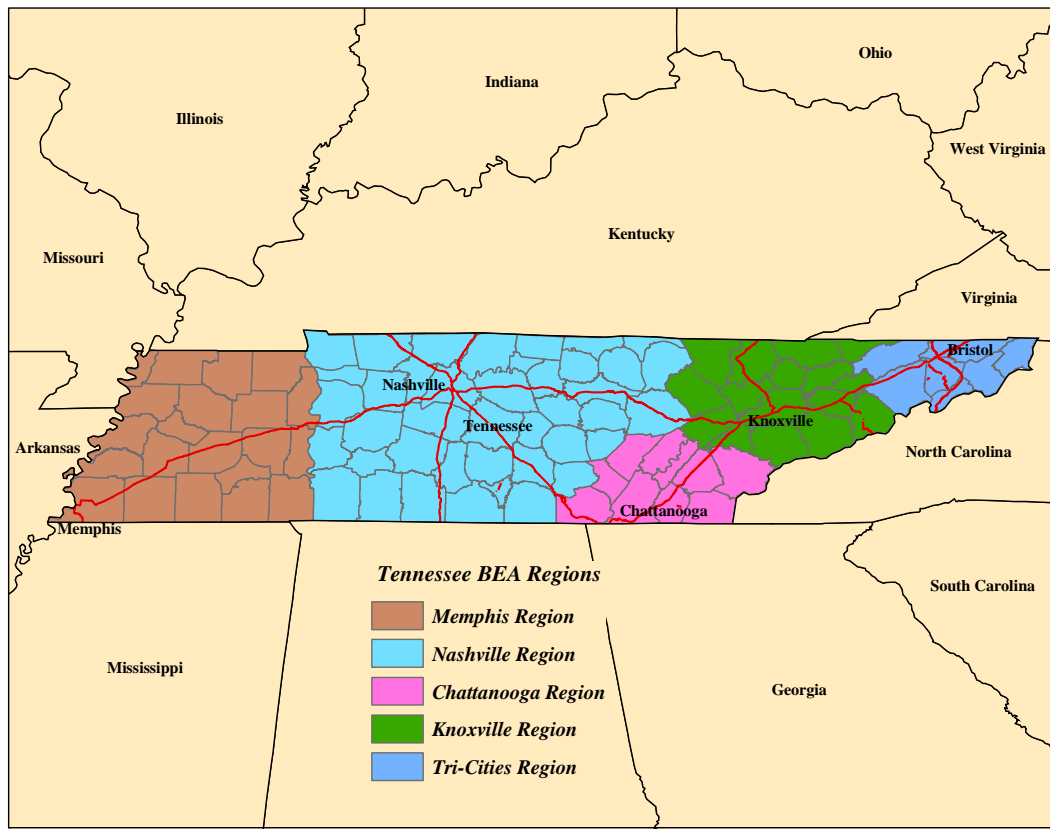 Ohio
Indiana
Illinois
West Virginia
Kentucky
Missouri
Virginia
Bristol
Nashville
Knoxville
Tennessee
Arkansas
North Carolina
Chattanooga
Memphis
Tennessee BEA Regions
South Carolina
Memphis Region
Nashville Region
Mississippi
Chattanooga Region
Georgia
Knoxville Region
Tri-Cities Region